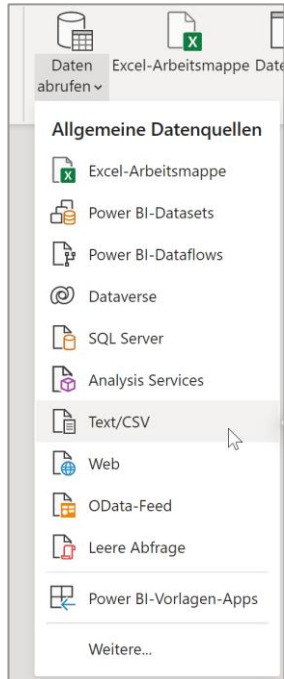 Daten Excel-Arbeitsmappe Date
abrufen
Allgemeine Datenquellen
Excel-Arbeitsmappe
Power BI-Datasets
Power BI-Dataflows
Dataverse
SQL Server
Analysis Services
Text/CSV
Web
OData-Feed
Leere Abfrage
Power BI-Vorlagen-Apps
Weitere...